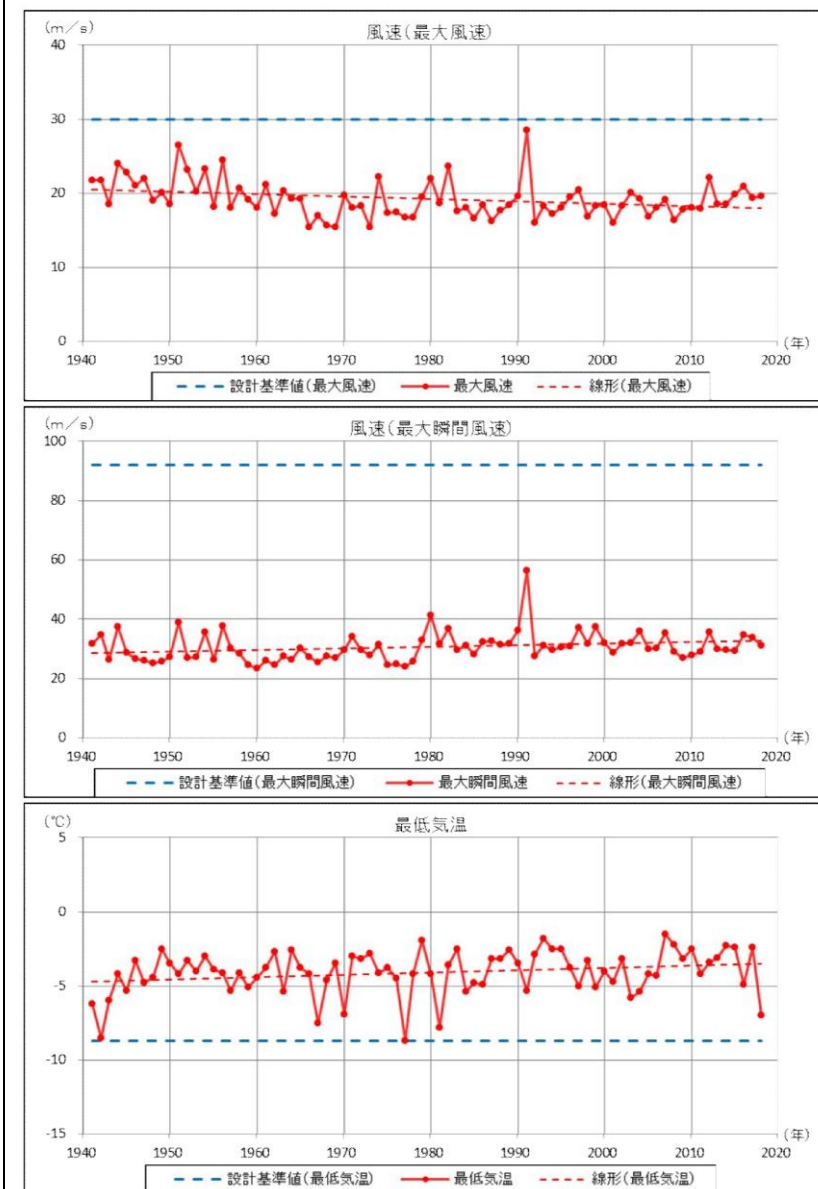 (m/s)
風速(最大風速)
40
30
20
10
0
1940 1950 1960 1970 1980 1990 2000 2010 2020
(年)
設計基準値(最大風速) 最大風速 線形(最大風速)
(m/s)
風速(最大瞬間風速)
100
80
60
40
20
0
1940 1950 1960 1970 1980 1990 2000 2010 2020
(年)
設計基準値(最大瞬間風速) 最大瞬間風速 線形(最大瞬間風速)
(℃)
最低気温
5
0
-5
-10
-15
1940 1950 1960 1970 1980 1990 2000 2010 2020
(年)
設計基準値(最低気温) 最低気温 線形(最低気温)